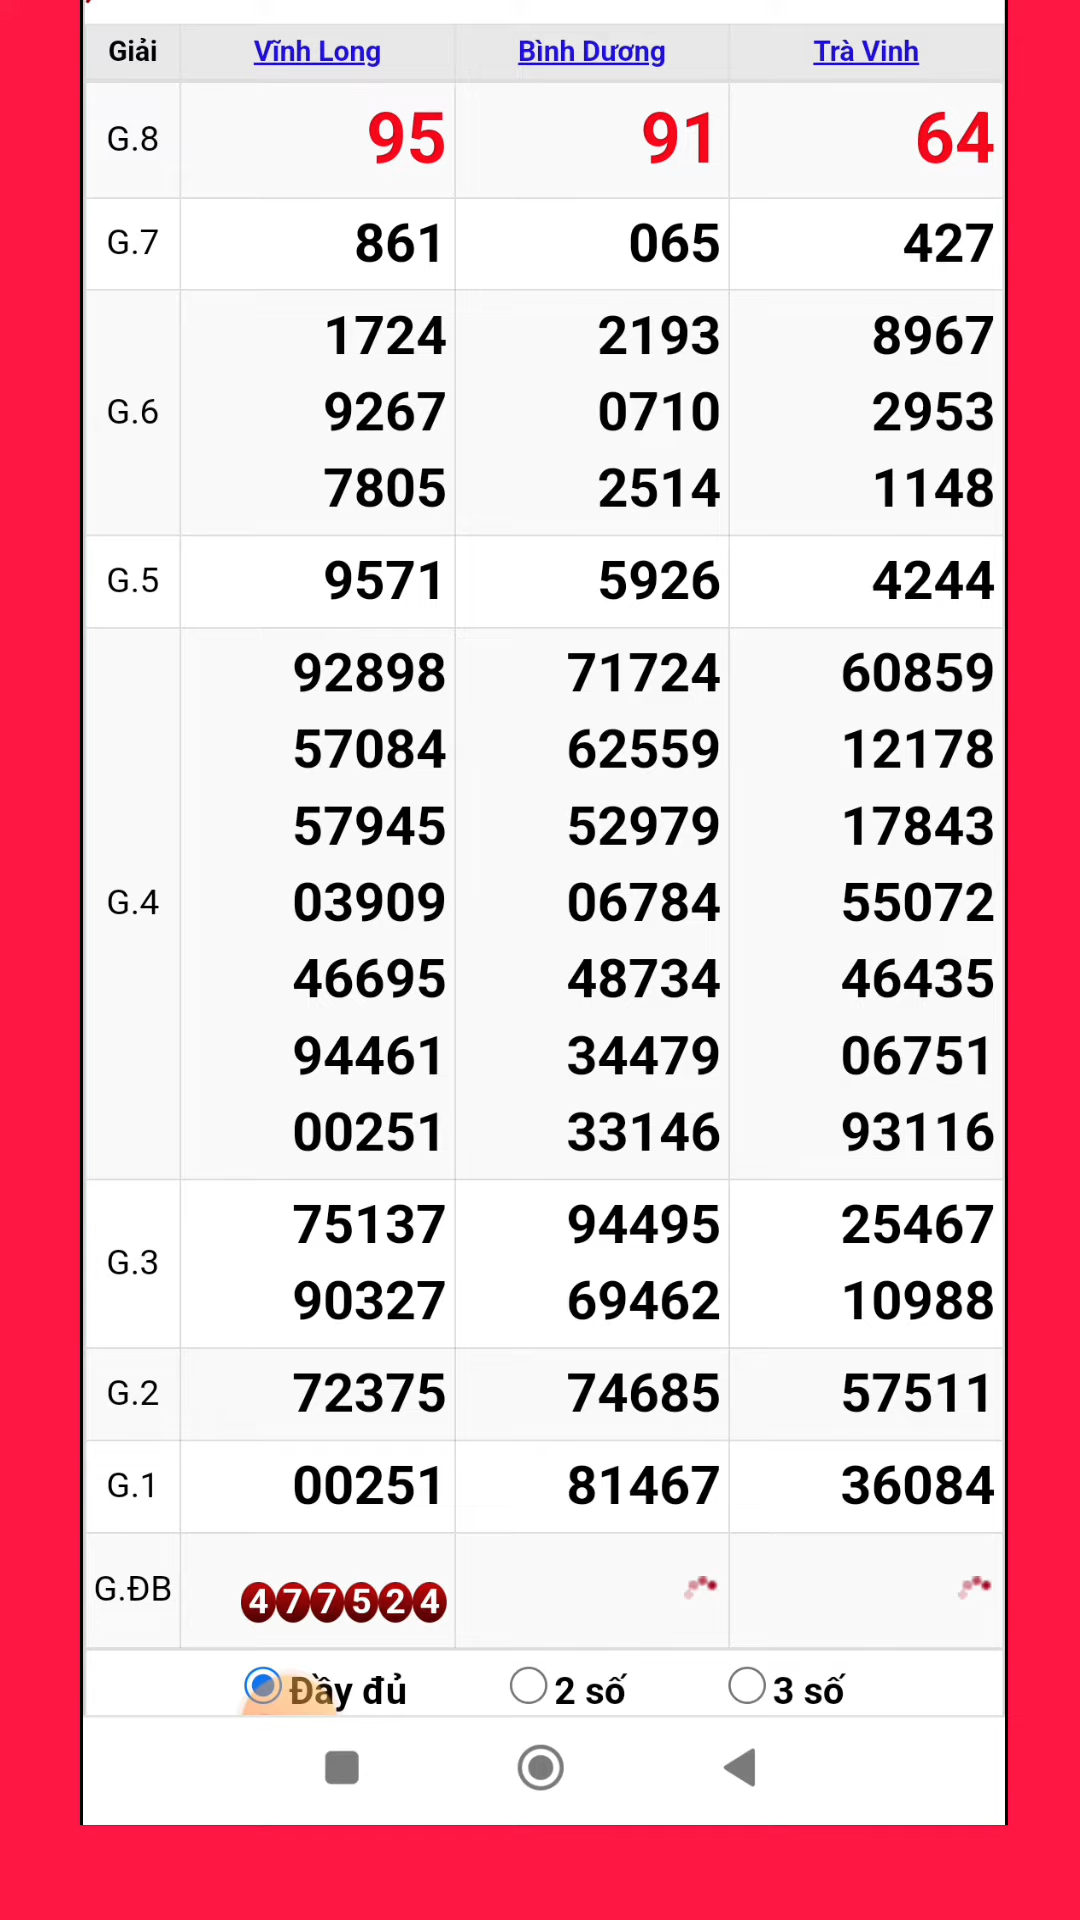 Giải Vĩnh Long Bình Dương Trà Vinh
G.8 95 91 64
G.7 861 065 427
1724 2193 8967
G.6 9267 0710 2953
7805 2514 1148
G.5 9571 5926 4244
92898 71724 60859
57084 62559 12178
57945 52979 17843
G.4 03909 06784 55072
46695 48734 46435
94461 34479 06751
00251 33146 93116
G.3 75137 94495 25467
90327 69462 10988
G.2 72375 74685 57511
G.1 00251 81467 36084
G.ĐB 477524
Đầy đủ 2 số 3 số